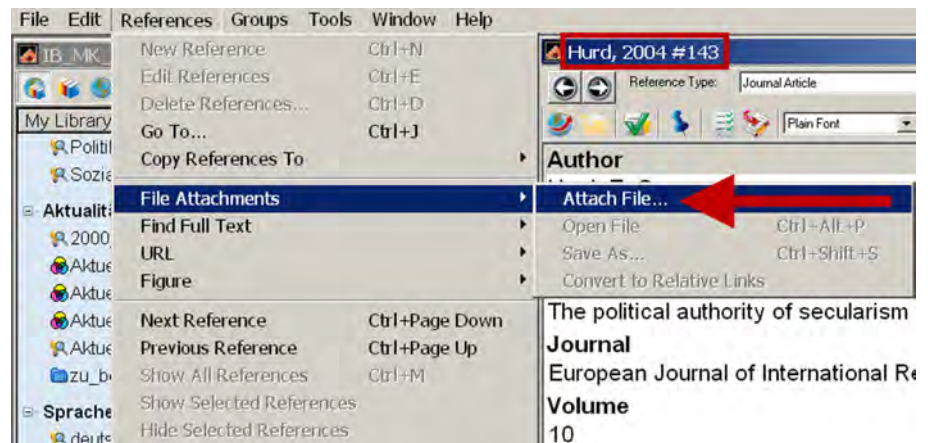 File Edit References Groups Tools Window Help
IB_MK_
My Library
Politi
Sozia
Aktualit
2000
Aktue
Aktue
Aktue
Aktue
zu_b
Sprache
deuts
New Reference Ctrl+N
Edit References Ctrl+E
Delete References... Ctrl+D
Go To... Ctrl+J
Copy References To
File Attachments
Find Full Text
URL
Figure
Next Reference Ctrl+Page Down
Previous Reference Ctrl+Page Up
Show All References Ctrl+M
Show Selected References
Hide Selected References
Hurd, 2004 #143
Reference Type: Journal Article
Plain Font
Author
Attach File...
Open File Ctrl+Alt+P
Save As... Ctrl+Shift+S
Convert to Relative Links
The political authority of secularism
Journal
European Journal of International Re
Volume
10